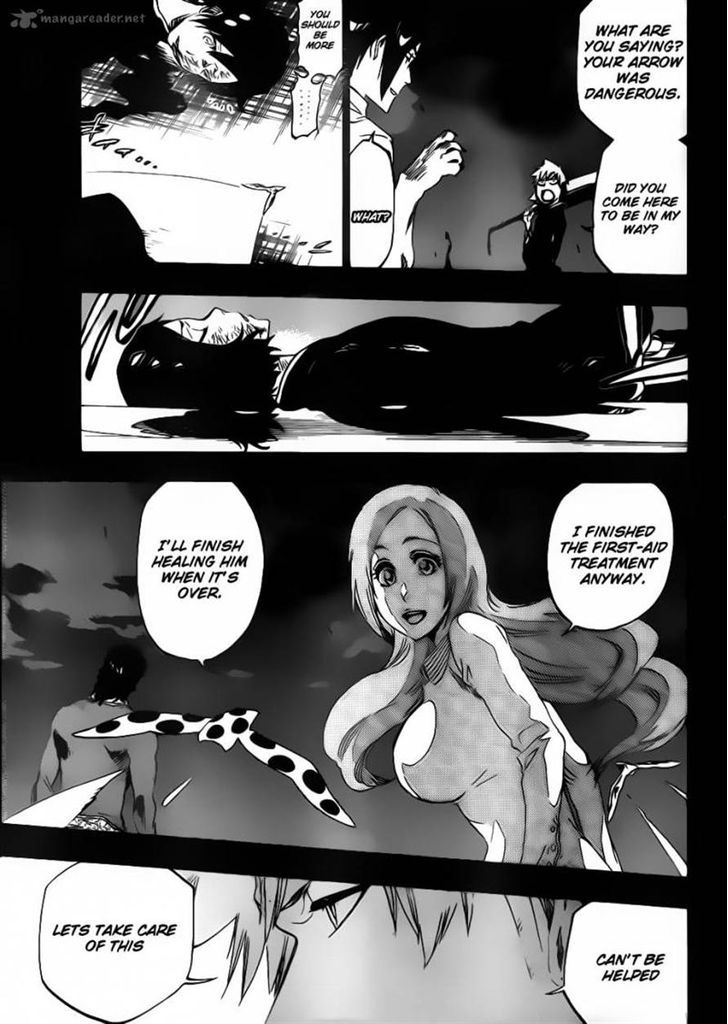 mangareader.net
WHAT ARE
YOU SAYING?
YOUR ARROW
WAS
DANGEROUS.
DID YOU
COME HERE
TO BE IN MY
WAY?
WHAT?
YOU
SHOULD
BE
MORE
I FINISHED
THE FIRST-AID
TREATMENT
ANYWAY.
I'LL FINISH
HEALING HIM
WHEN IT'S
OVER.
CAN'T BE
HELPED
LETS TAKE CARE
OF THIS